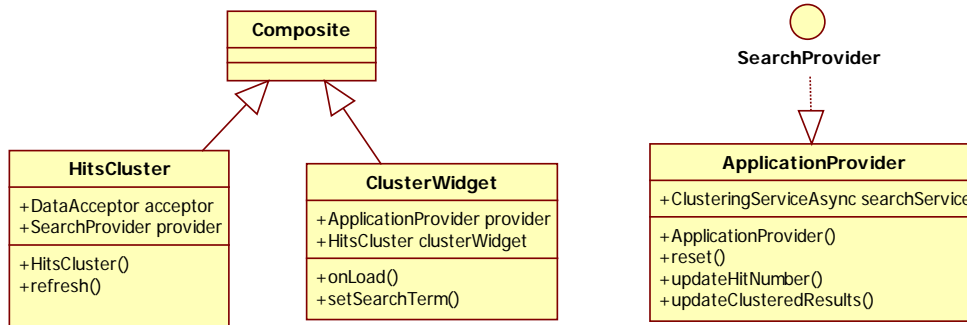 Composite
SearchProvider
HitsCluster
+DataAcceptor acceptor
+SearchProvider provider
+HitsCluster()
+refresh()
ClusterWidget
+ApplicationProvider provider
+HitsCluster clusterWidget
+onLoad()
+setSearchTerm()
ApplicationProvider
+ClusteringServiceAsync searchService
+ApplicationProvider()
+reset()
+updateHitNumber()
+updateClusteredResults()